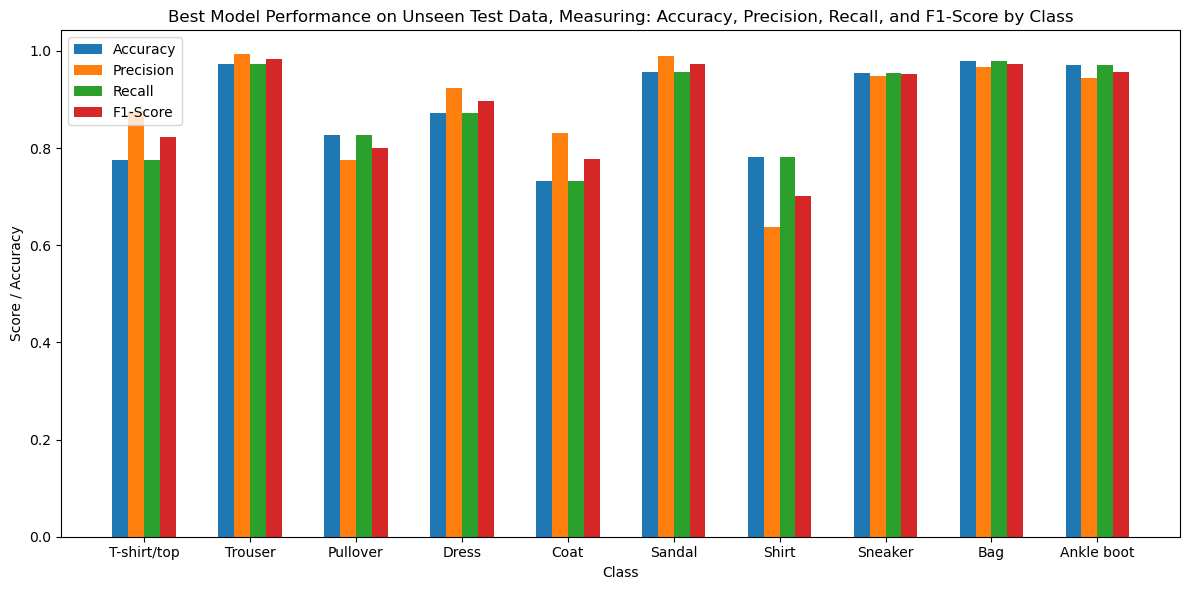 Best Model Performance on Unseen Test Data, Measuring: Accuracy, Precision, Recall, and F1-Score by Class
Accuracy
Precision
Recall
F1-Score
Score / Accuracy
1.0
0.8
0.6
0.4
0.2
0.0
T-shirt/top Trouser Pullover Dress Coat Sandal Shirt Sneaker Bag Ankle boot
Class